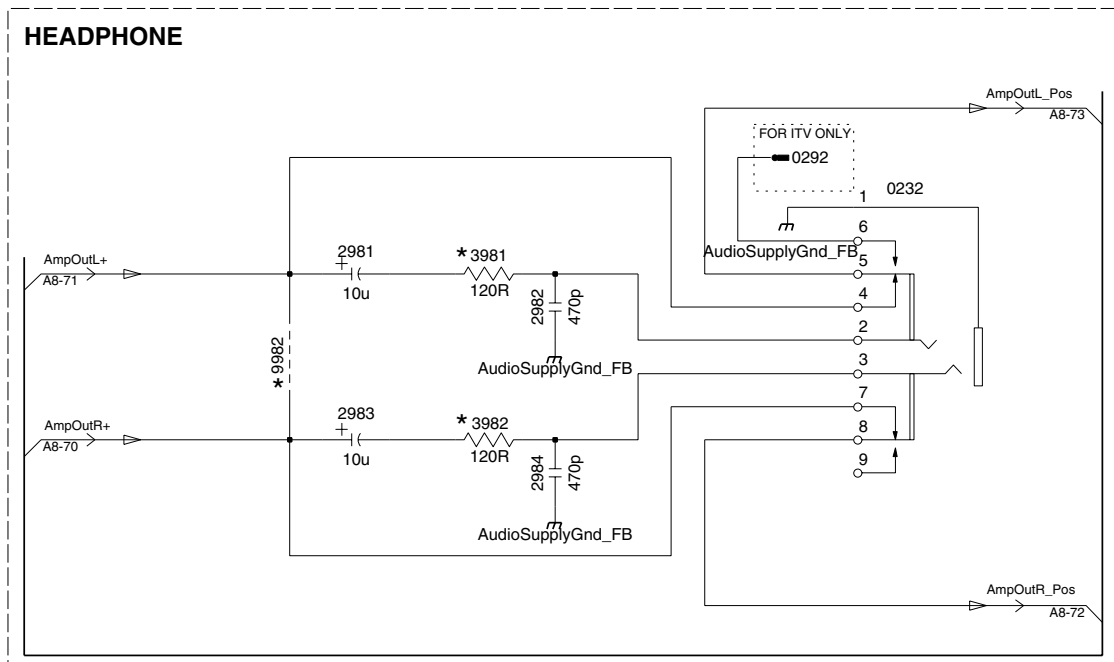 HEADPHONE
AmpOutL_Pos
A8-73
FOR ITV ONLY
0292
1
0232
6
AudioSupplyGnd_FB
5
4
2
3
7
8
9
AmpOutL+
A8-71
+
2981
10u
* 3981
120R
2982
470p
AudioSupplyGnd_FB
* 9982
AmpOutR+
A8-70
+
2983
10u
* 3982
120R
2984
470p
AudioSupplyGnd_FB
AmpOutR_Pos
A8-72